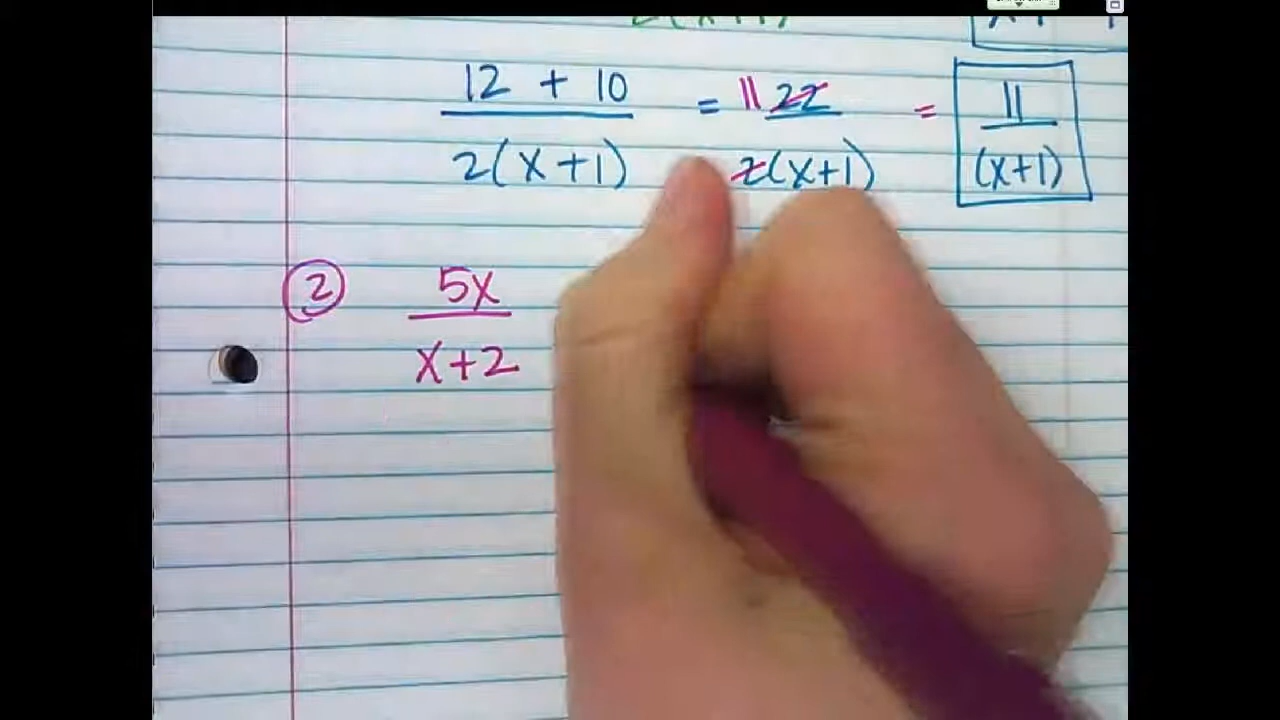 12 + 10 = 11 22 = 11
2(x+1) 2(x+1) (x+1)
② 5x
x+2